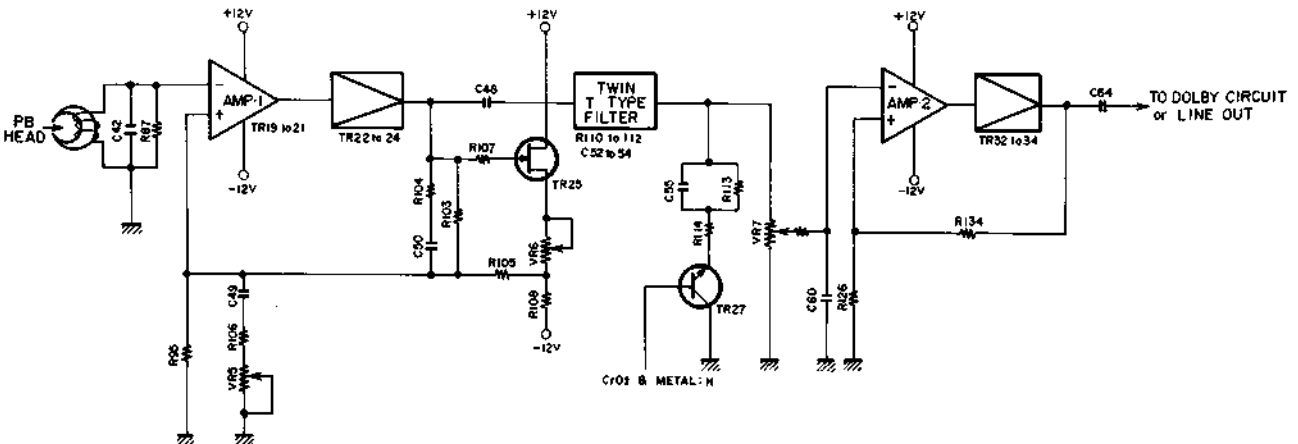 +12V
+12V
+12V
PB
HEAD
C42
R87
-
+
AMP-1
TR19 to 21
-12V
TR22 to 24
C48
TWIN
T TYPE
FILTER
R110 to 112
C52 to 54
-
+
AMP-2
TR32 to 34
-12V
C64
TO DOLBY CIRCUIT
or LINE OUT
R107
TR25
R104
R103
C50
VR6
R105
R108
-12V
C55
R113
R114
TR27
VR7
C60
R126
R134
C49
R106
VR5
R95
CrO2 & METAL:H